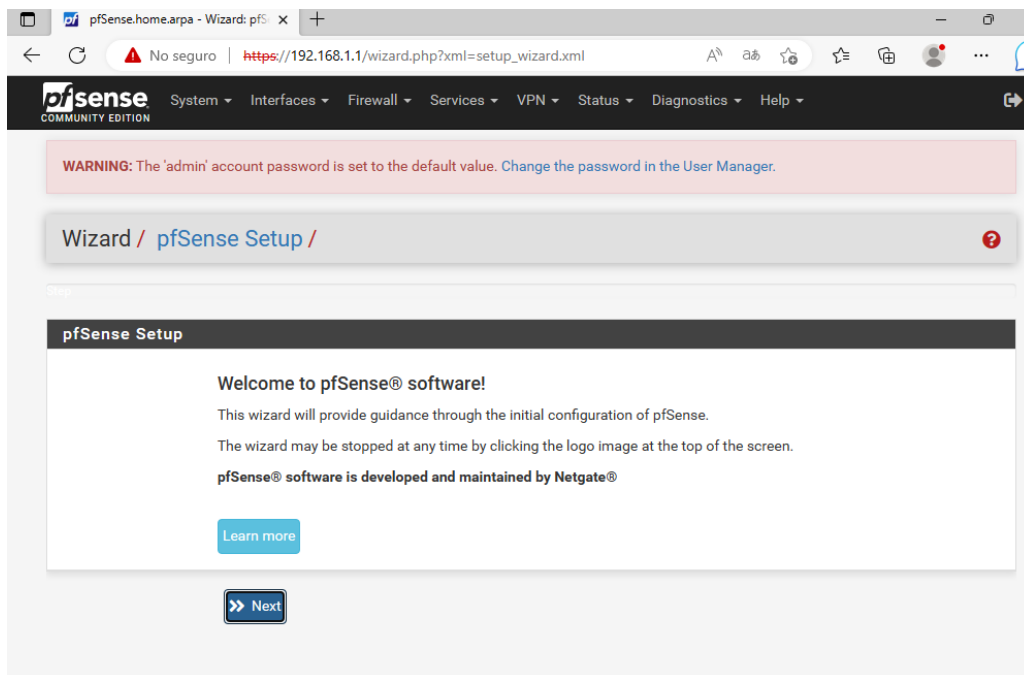 pfSense.home.arpa - Wizard: pfS
No seguro | https://192.168.1.1/wizard.php?xml=setup_wizard.xml
pfsense System Interfaces Firewall Services VPN Status Diagnostics Help
COMMUNITY EDITION
WARNING: The 'admin' account password is set to the default value. Change the password in the User Manager.
Wizard / pfSense Setup /
Step
pfSense Setup
Welcome to pfSense® software!
This wizard will provide guidance through the initial configuration of pfSense.
The wizard may be stopped at any time by clicking the logo image at the top of the screen.
pfSense® software is developed and maintained by Netgate®
Learn more
Next